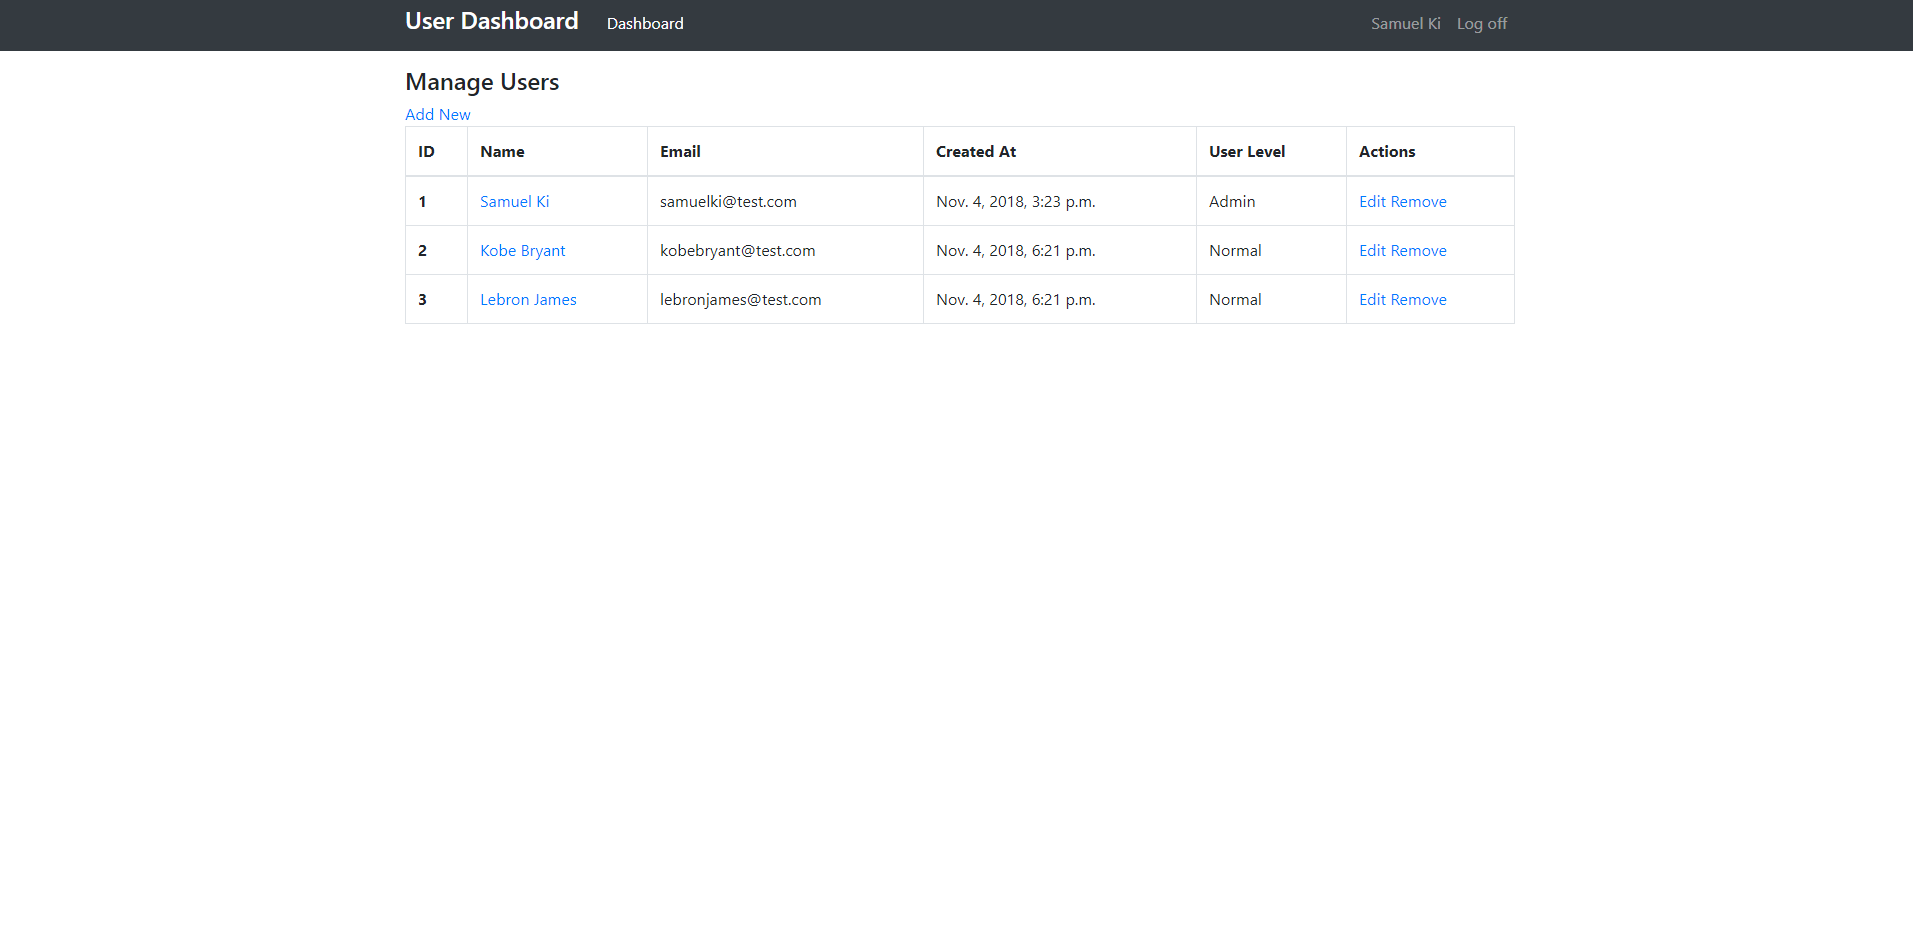 User Dashboard Dashboard Samuel Ki Log off
Manage Users
Add New
ID Name Email Created At User Level Actions
1 Samuel Ki samuelki@test.com Nov. 4, 2018, 3:23 p.m. Admin Edit Remove
2 Kobe Bryant kobebryant@test.com Nov. 4, 2018, 6:21 p.m. Normal Edit Remove
3 Lebron James lebronjames@test.com Nov. 4, 2018, 6:21 p.m. Normal Edit Remove